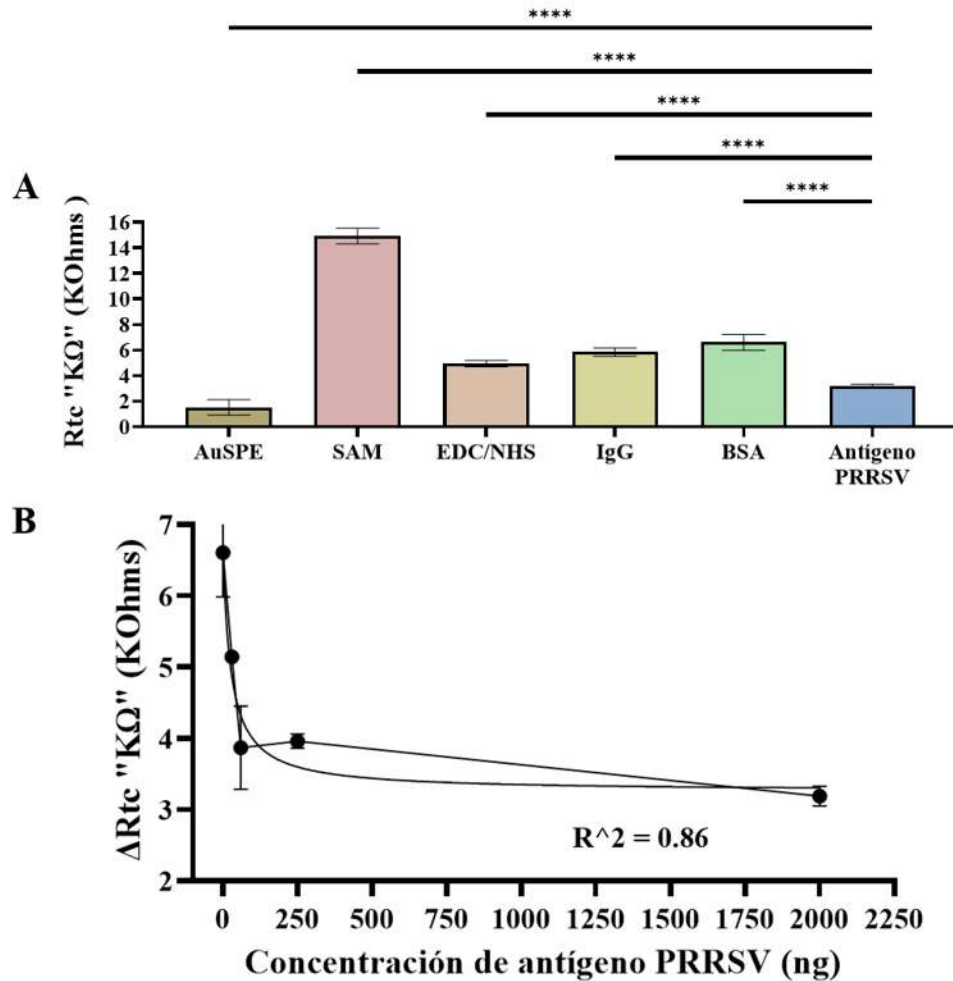 ****
****
****
****
****
A
Rtc "KΩ" (KOhms )
16
14
12
10
8
6
4
2
0
AuSPE SAM EDC/NHS IgG BSA Antígeno
PRRSV
B
ΔRtc "KΩ" (KOhms)
7
6
5
4
3
2
R^2 = 0.86
0 250 500 750 1000 1250 1500 1750 2000 2250
Concentración de antígeno PRRSV (ng)